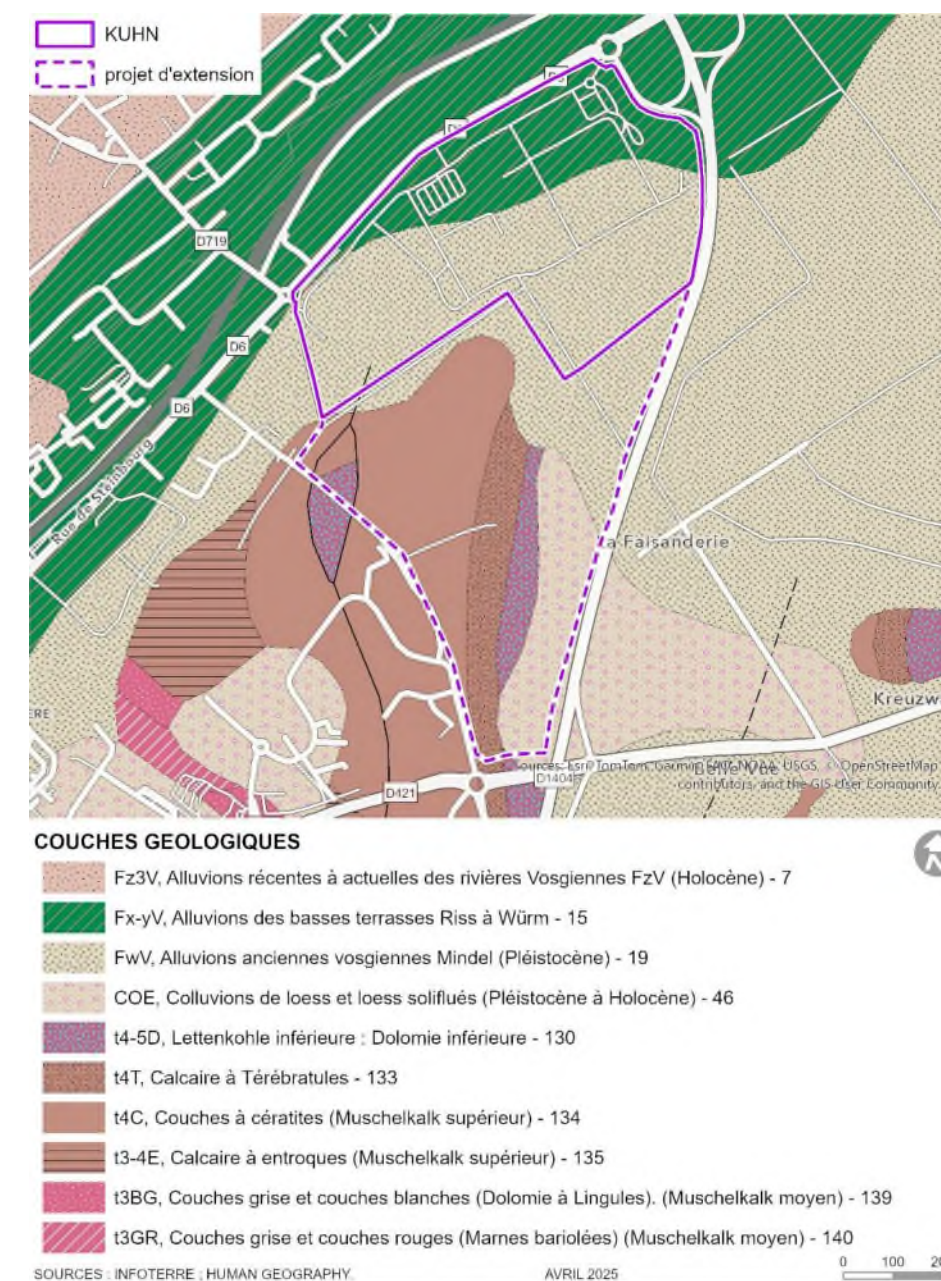 KUHN
projet d'extension
D6
D719
D6
D6
Rue de Steinbourg
La Faisanderie
Kreuzw
ERE
Sources: Esri, TomTom, Garmin, FAO, NOAA, USGS, © OpenStreetMap
contributors, and the GIS User Community
Belle Vue
D1404
D421
COUCHES GEOLOGIQUES
Fz3V, Alluvions récentes à actuelles des rivières Vosgiennes FzV (Holocène) - 7
Fx-yV, Alluvions des basses terrasses Riss à Würm - 15
FwV, Alluvions anciennes vosgiennes Mindel (Pléistocène) - 19
COE, Colluvions de loess et loess soliflués (Pléistocène à Holocène) - 46
t4-5D, Lettenkohle inférieure : Dolomie inférieure - 130
t4T, Calcaire à Térébratules - 133
t4C, Couches à cératites (Muschelkalk supérieur) - 134
t3-4E, Calcaire à entroques (Muschelkalk supérieur) - 135
t3BG, Couches grise et couches blanches (Dolomie à Lingules). (Muschelkalk moyen) - 139
t3GR, Couches grise et couches rouges (Marnes bariolées) (Muschelkalk moyen) - 140
0 100 20
SOURCES : INFOTERRE ; HUMAN GEOGRAPHY.
AVRIL 2025